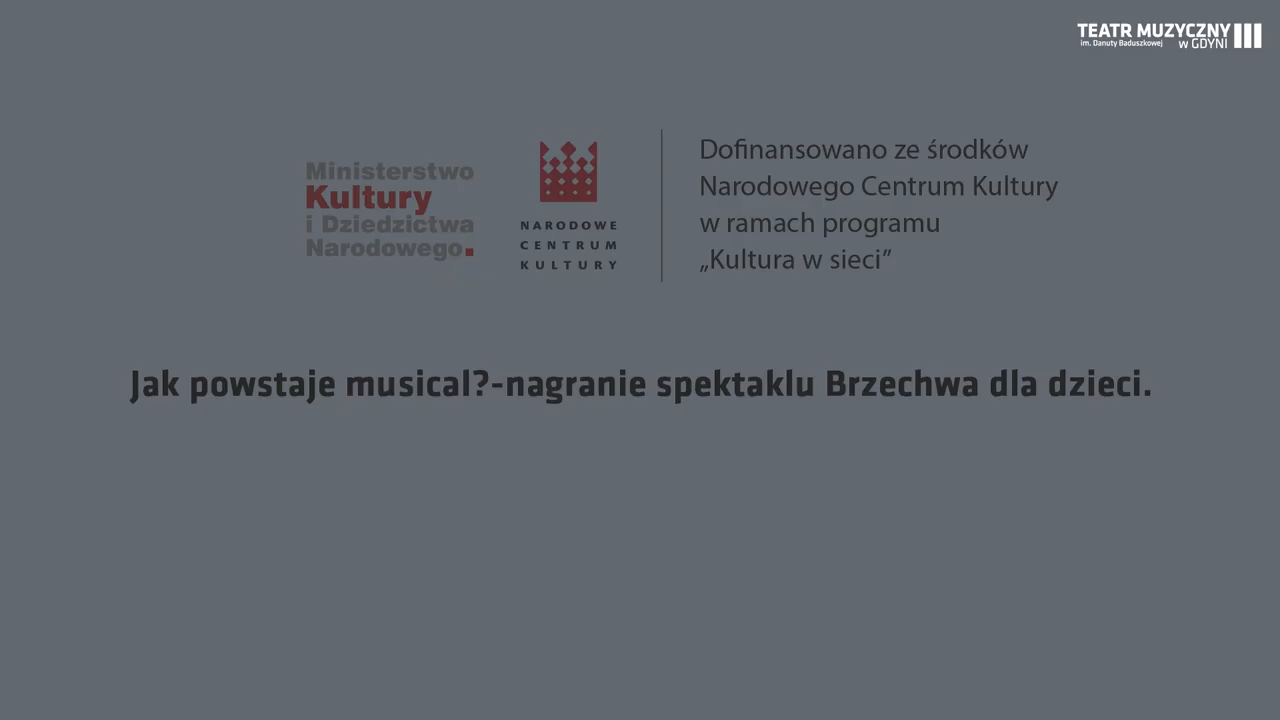 TEATR MUZYCZNY
im. Danuty Baduszkowej w GDYNI
Ministerstwo
Kultury
i Dziedzictwa
Narodowego.
NARODOWE
CENTRUM
KULTURY
Dofinansowano ze środków
Narodowego Centrum Kultury
w ramach programu
„Kultura w sieci”
Jak powstaje musical?-nagranie spektaklu Brzechwa dla dzieci.